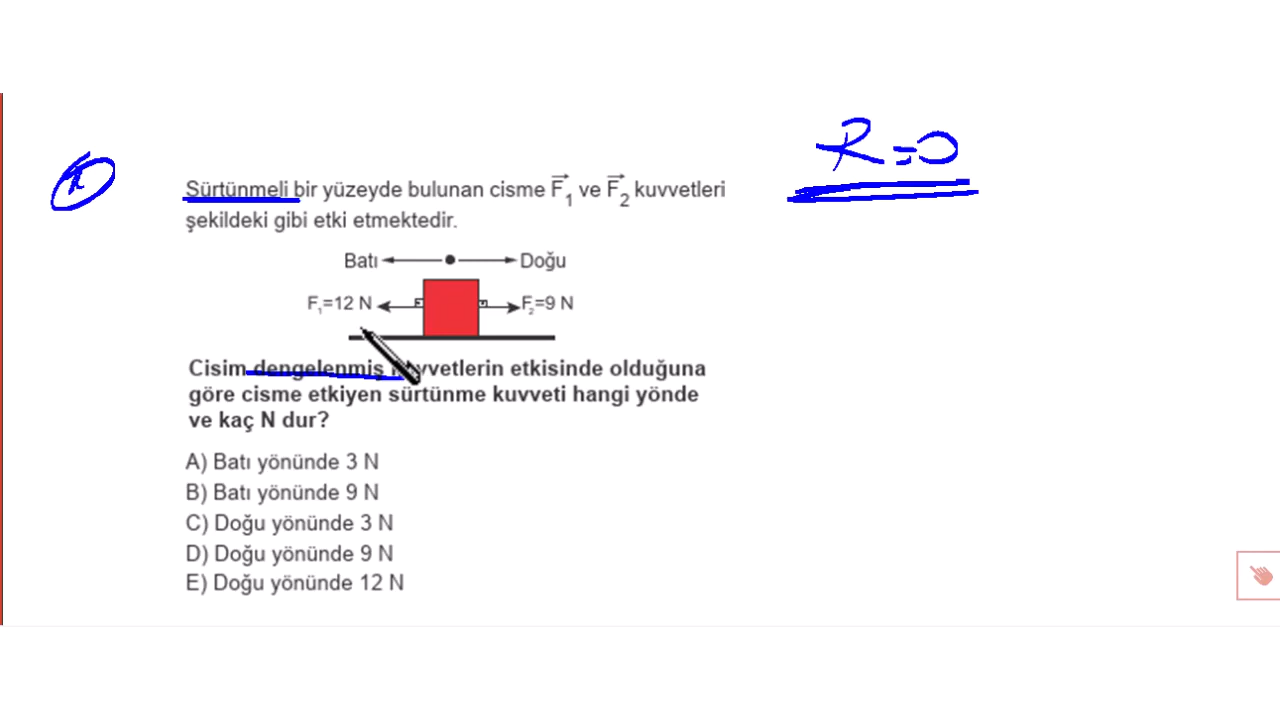 R=0
Sürtünmeli bir yüzeyde bulunan cisme F₁ ve F₂ kuvvetleri
şekildeki gibi etki etmektedir.
Batı Doğu
F₁=12 N F₂=9 N
Cisim dengelenmiş kuvvetlerin etkisinde olduğuna
göre cisme etkiyen sürtünme kuvveti hangi yönde
ve kaç N dur?
A) Batı yönünde 3 N
B) Batı yönünde 9 N
C) Doğu yönünde 3 N
D) Doğu yönünde 9 N
E) Doğu yönünde 12 N